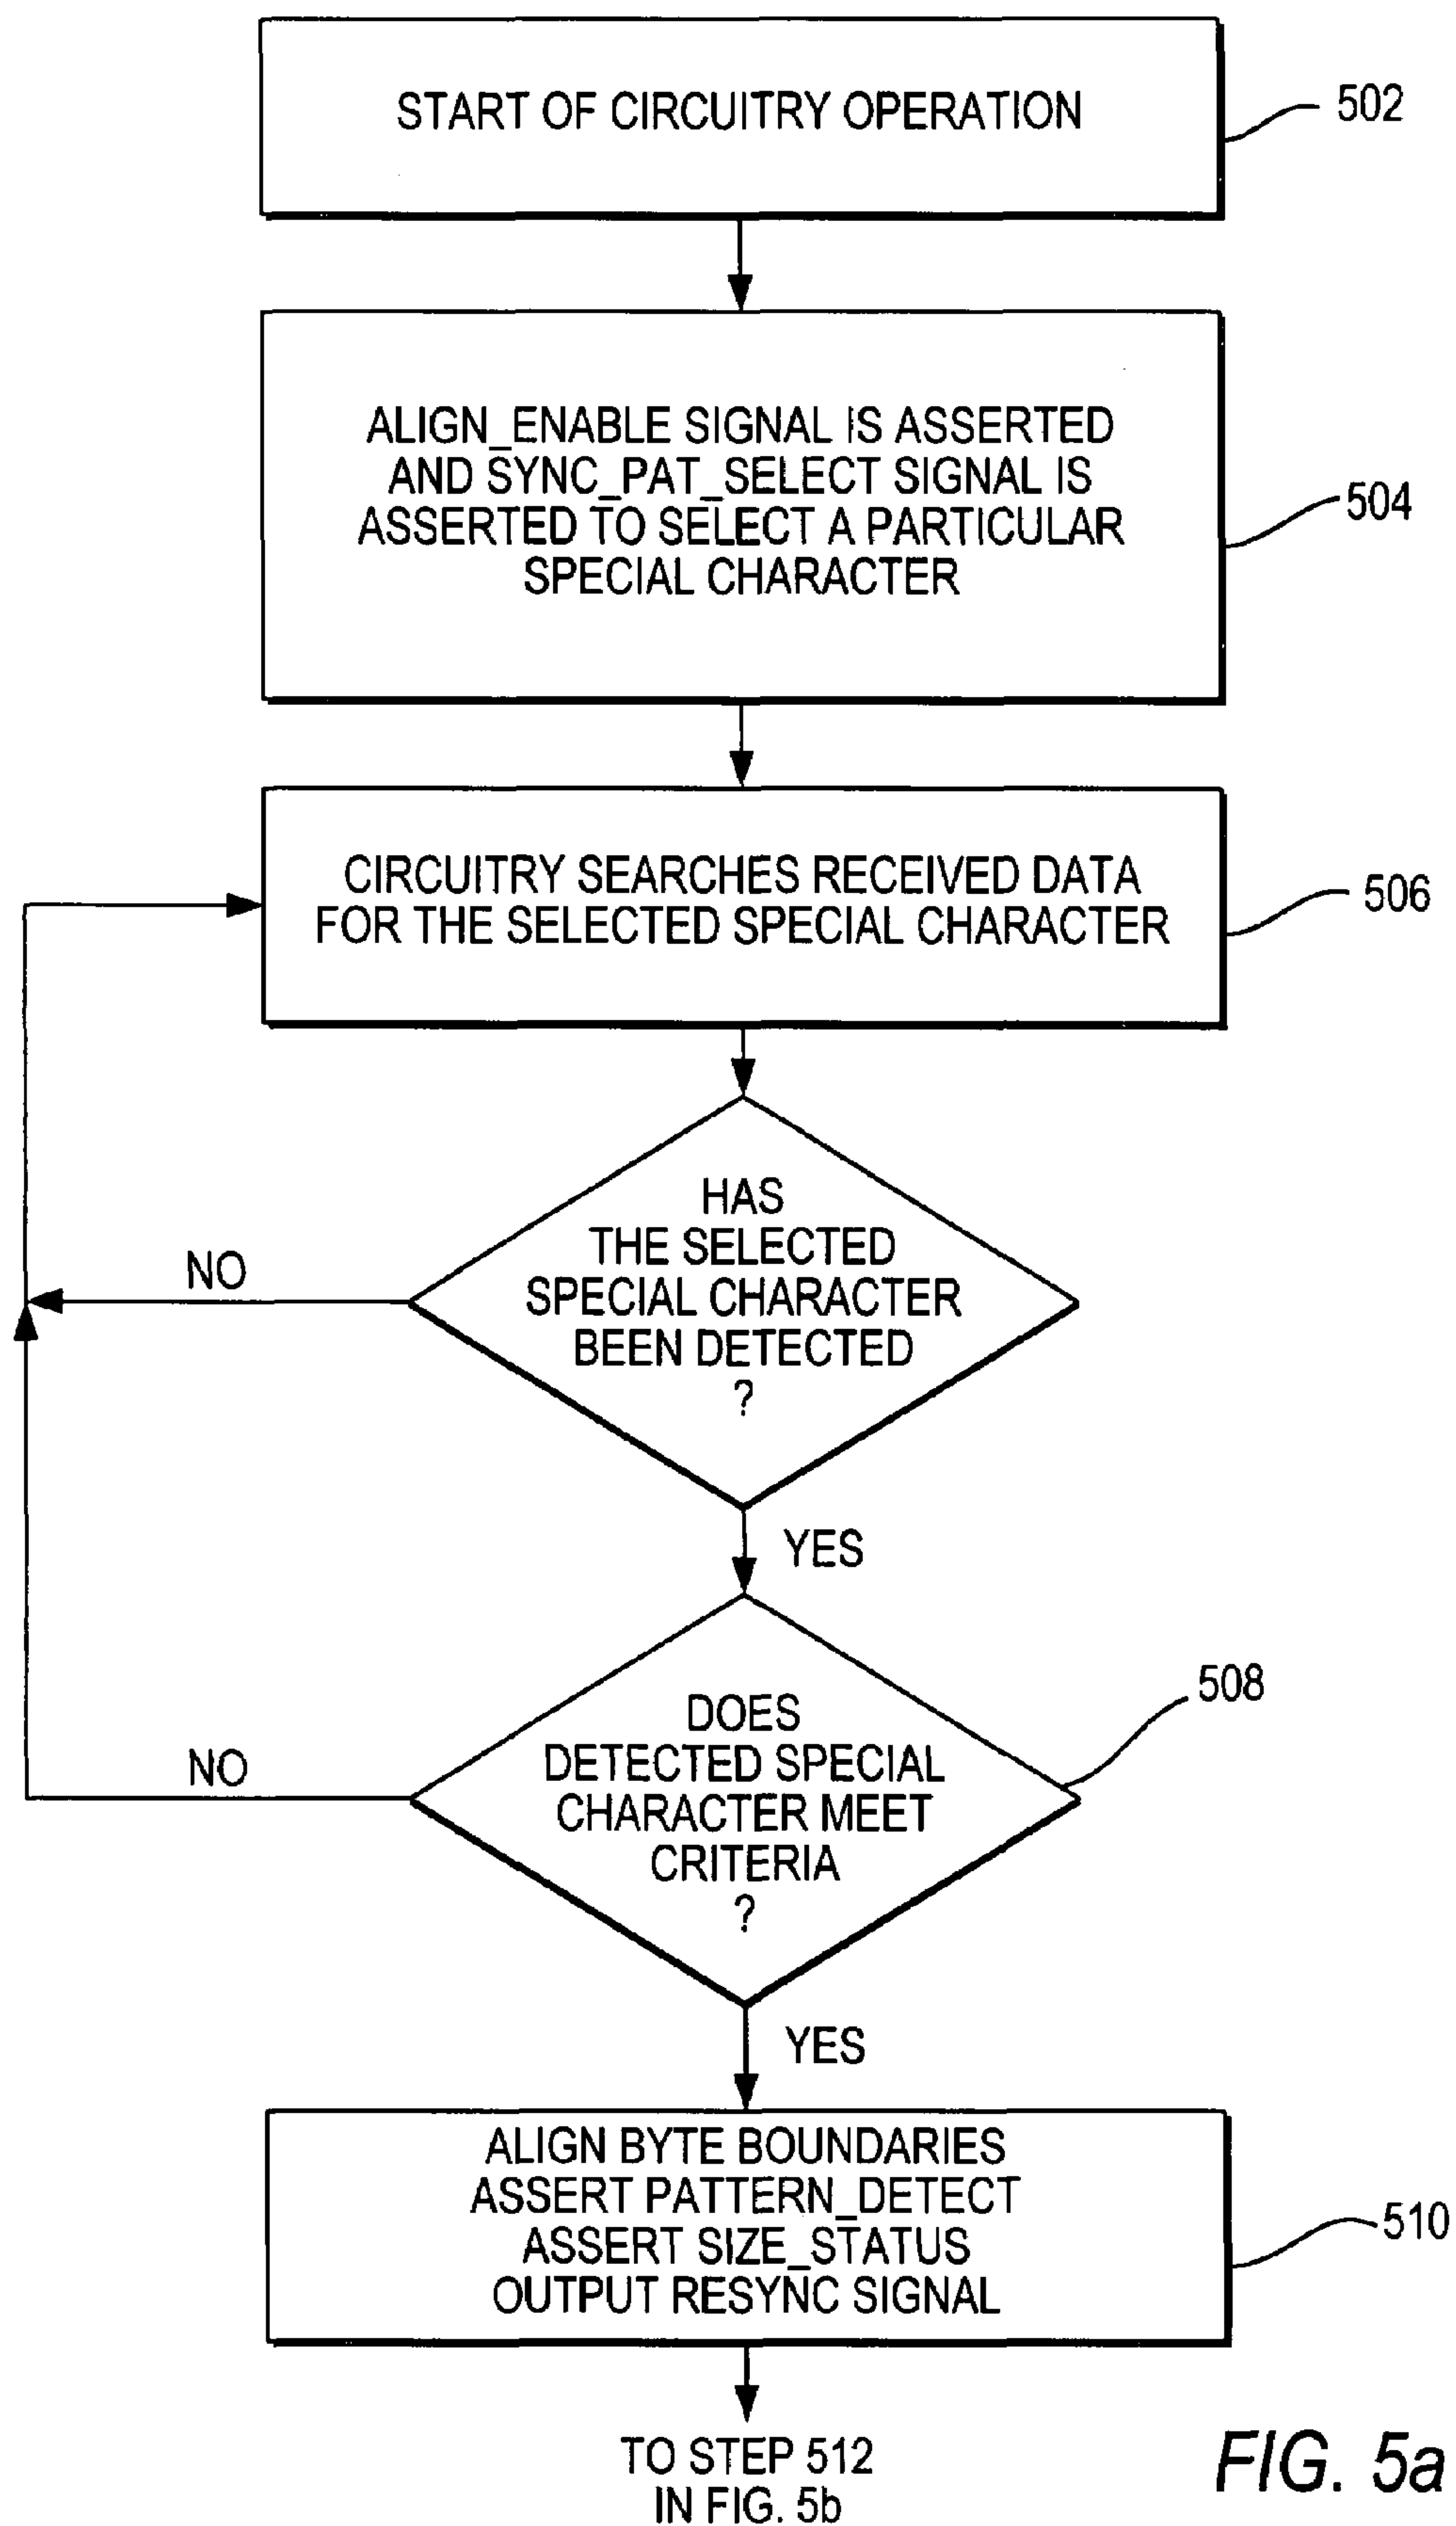 START OF CIRCUITRY OPERATION
502
ALIGN_ENABLE SIGNAL IS ASSERTED
AND SYNC_PAT_SELECT SIGNAL IS
ASSERTED TO SELECT A PARTICULAR
SPECIAL CHARACTER
504
CIRCUITRY SEARCHES RECEIVED DATA
FOR THE SELECTED SPECIAL CHARACTER
506
HAS
THE SELECTED
SPECIAL CHARACTER
BEEN DETECTED
?
NO
YES
DOES
DETECTED SPECIAL
CHARACTER MEET
CRITERIA
?
508
NO
YES
ALIGN BYTE BOUNDARIES
ASSERT PATTERN_DETECT
ASSERT SIZE_STATUS
OUTPUT RESYNC SIGNAL
510
TO STEP 512
IN FIG. 5b
FIG. 5a